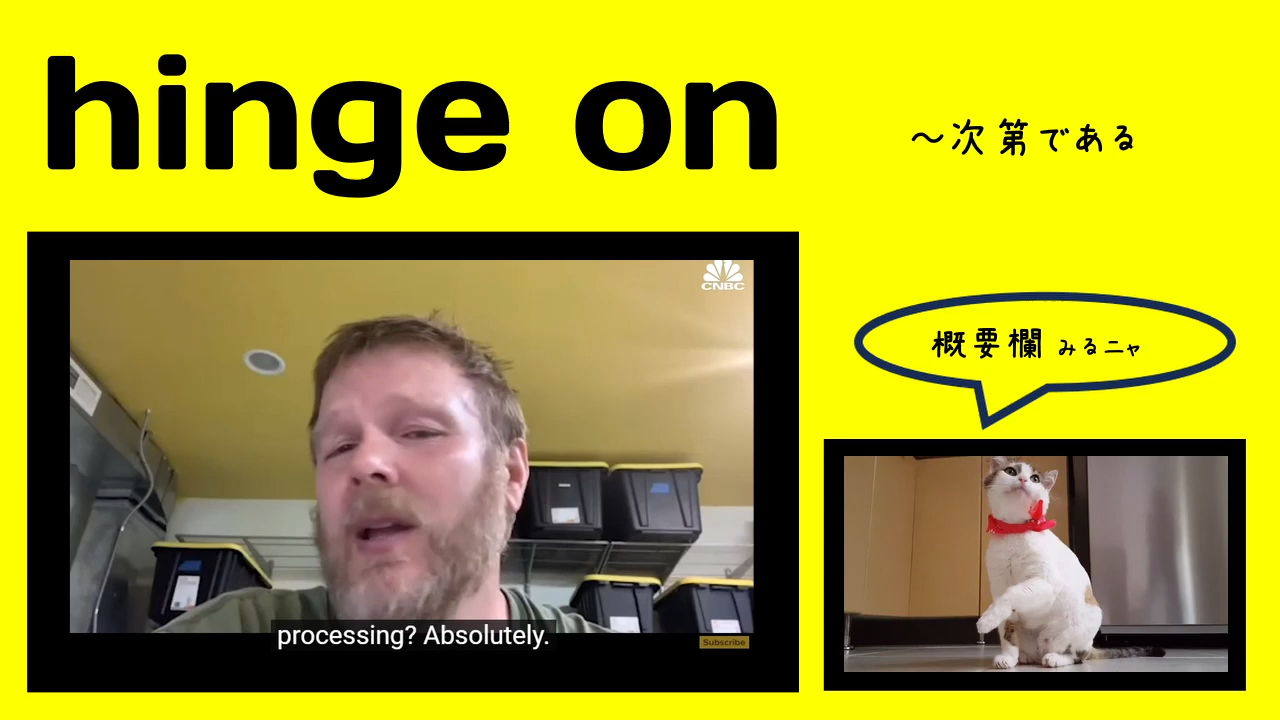 hinge on
～次第である
CNBC
概要欄 みるニャ
processing? Absolutely.
Subscribe